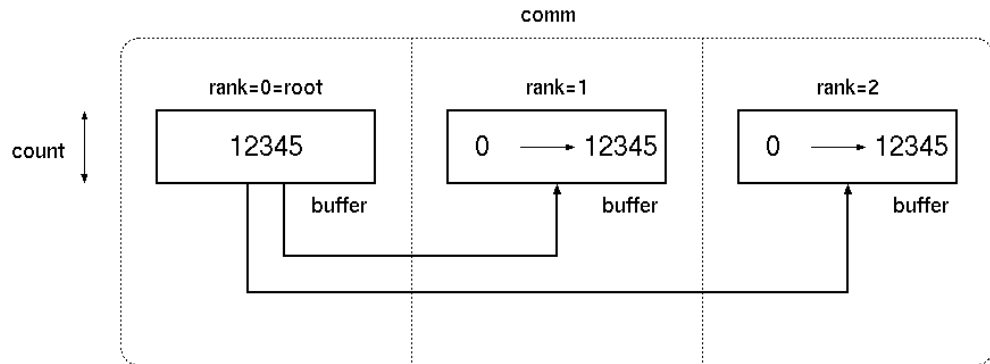 comm
rank=0=root
rank=1
rank=2
count
12345
0 12345
0 12345
buffer
buffer
buffer